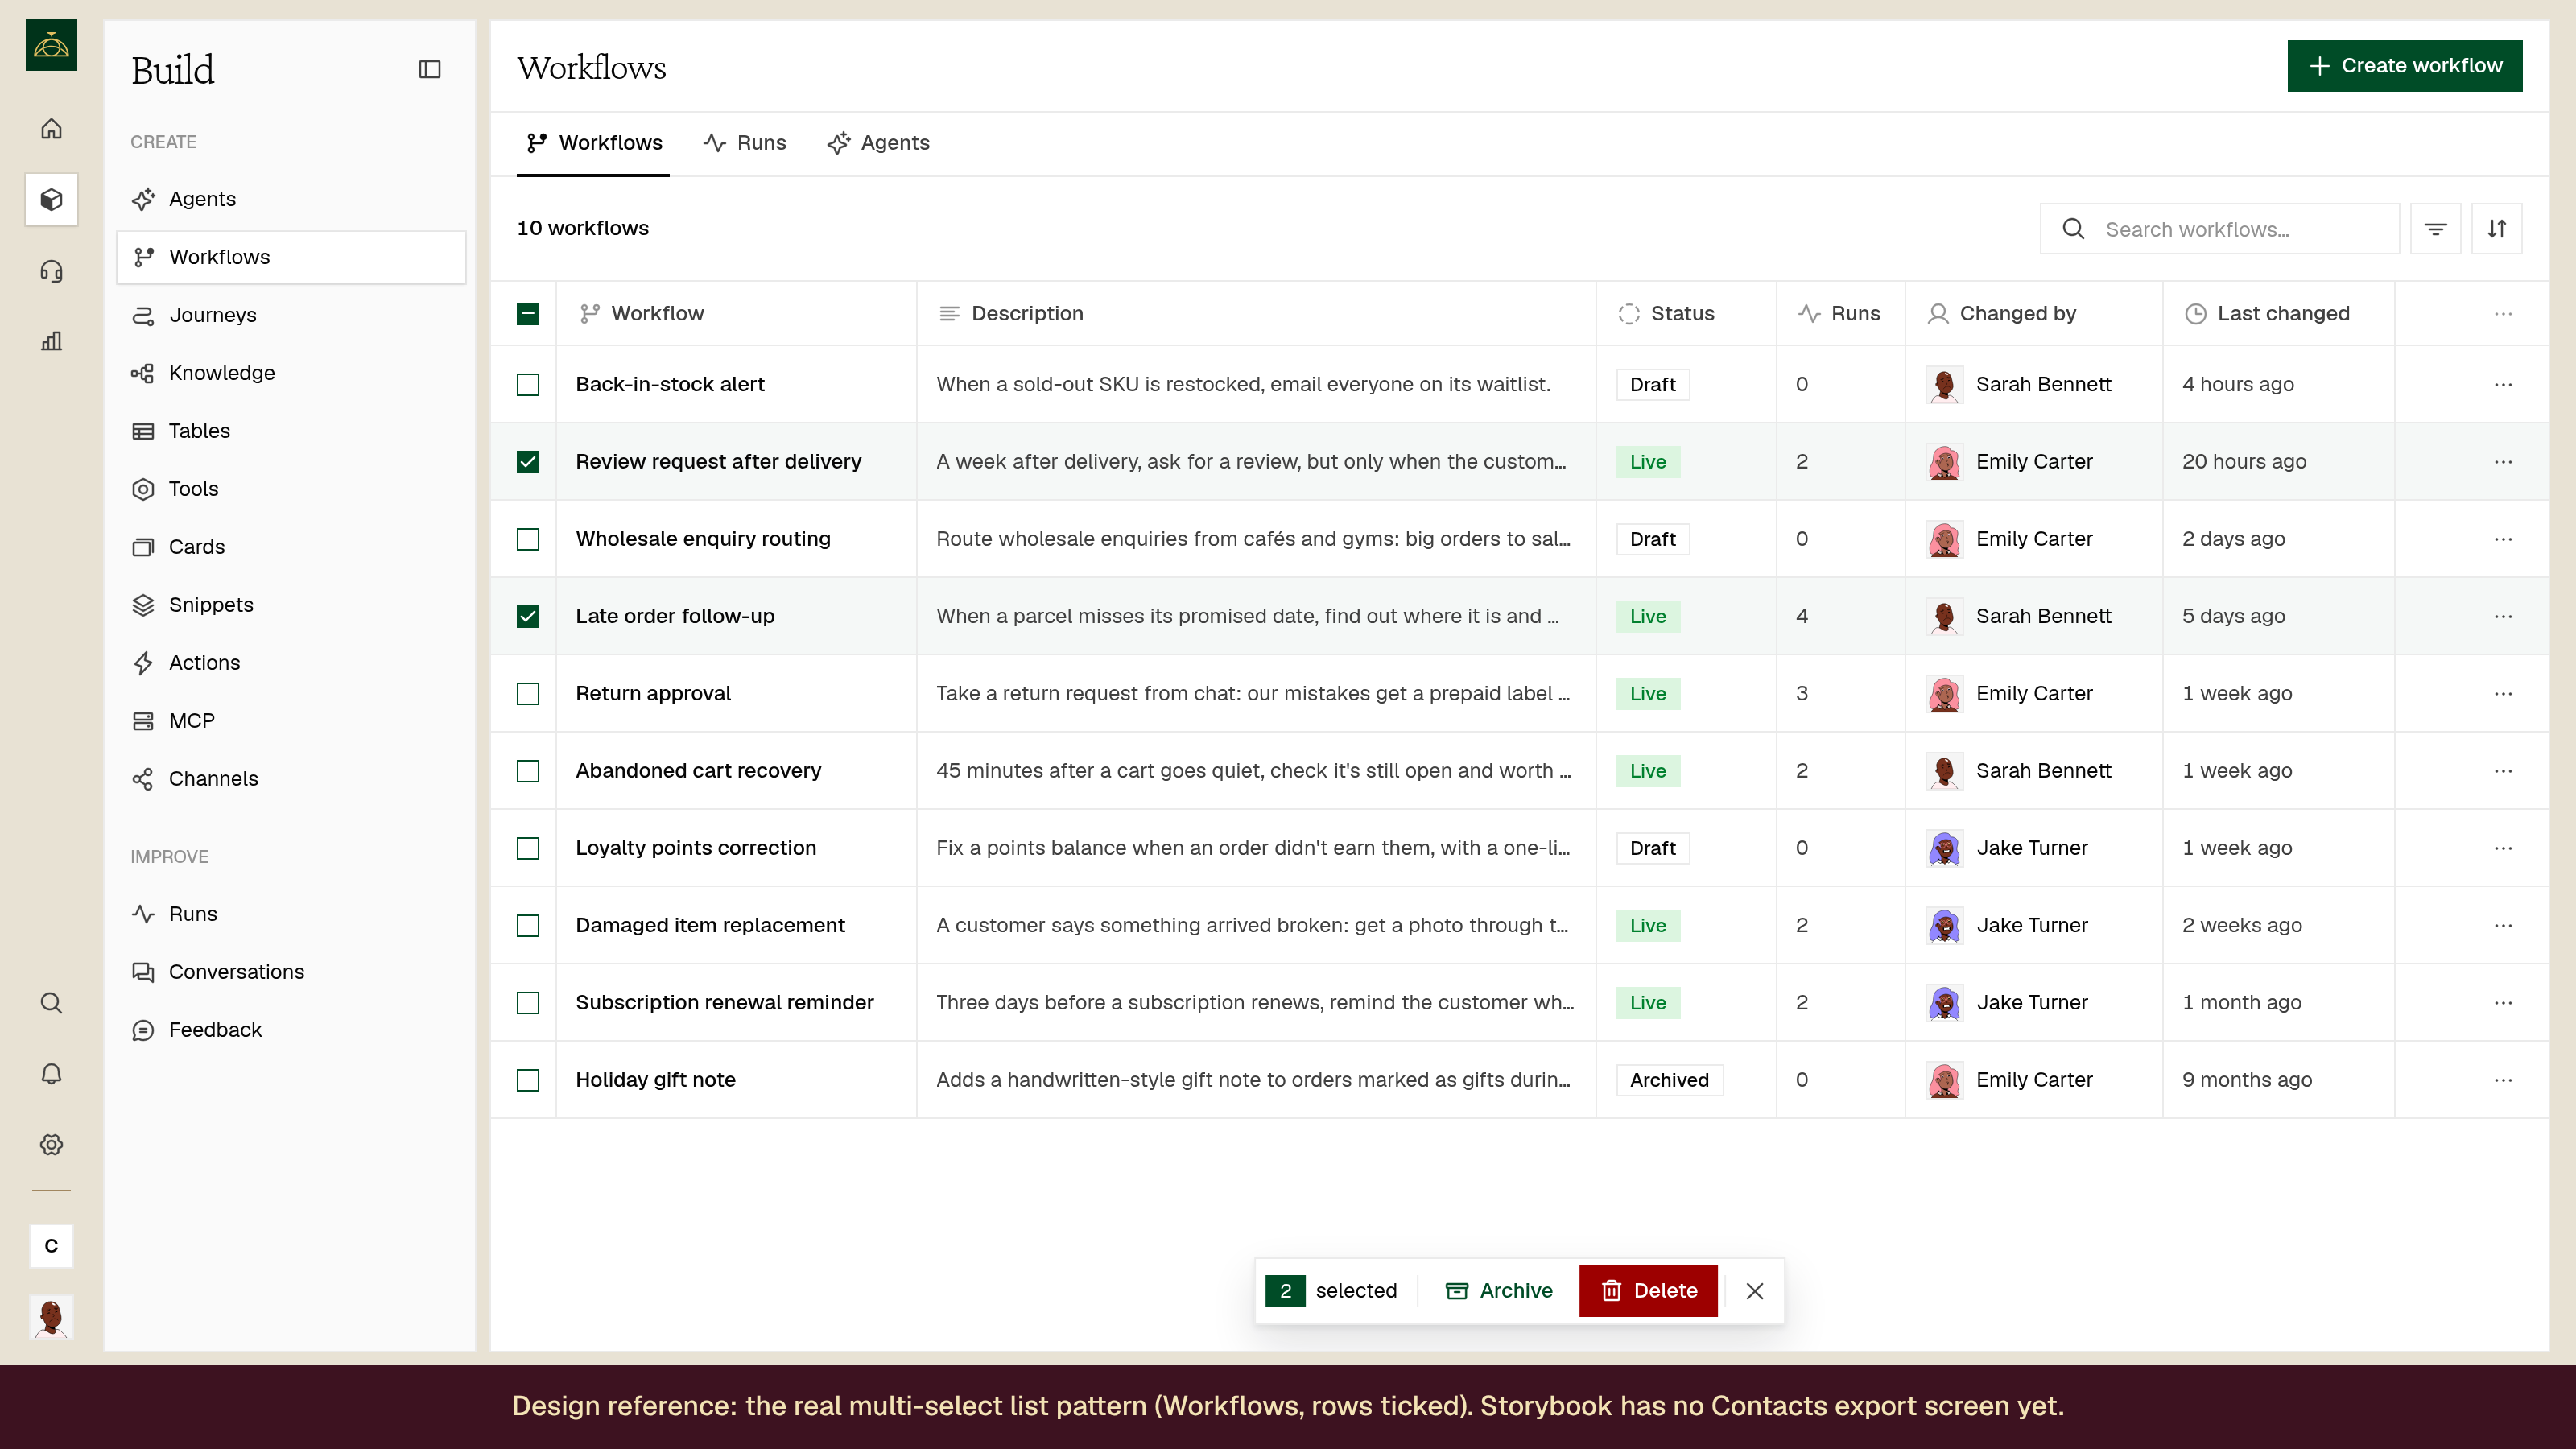 Build
CREATE
Agents
Workflows
Journeys
Knowledge
Tables
Tools
Cards
Snippets
Actions
MCP
Channels
IMPROVE
Runs
Conversations
Feedback
C
Workflows
Create workflow
Workflows Runs Agents
10 workflows
Search workflows...
Workflow Description Status Runs Changed by Last changed
Back-in-stock alert When a sold-out SKU is restocked, email everyone on its waitlist. Draft 0 Sarah Bennett 4 hours ago
Review request after delivery A week after delivery, ask for a review, but only when the custom... Live 2 Emily Carter 20 hours ago
Wholesale enquiry routing Route wholesale enquiries from cafés and gyms: big orders to sal... Draft 0 Emily Carter 2 days ago
Late order follow-up When a parcel misses its promised date, find out where it is and ... Live 4 Sarah Bennett 5 days ago
Return approval Take a return request from chat: our mistakes get a prepaid label ... Live 3 Emily Carter 1 week ago
Abandoned cart recovery 45 minutes after a cart goes quiet, check it's still open and worth ... Live 2 Sarah Bennett 1 week ago
Loyalty points correction Fix a points balance when an order didn't earn them, with a one-li... Draft 0 Jake Turner 1 week ago
Damaged item replacement A customer says something arrived broken: get a photo through t... Live 2 Jake Turner 2 weeks ago
Subscription renewal reminder Three days before a subscription renews, remind the customer wh... Live 2 Jake Turner 1 month ago
Holiday gift note Adds a handwritten-style gift note to orders marked as gifts durin... Archived 0 Emily Carter 9 months ago
2 selected Archive Delete
Design reference: the real multi-select list pattern (Workflows, rows ticked). Storybook has no Contacts export screen yet.